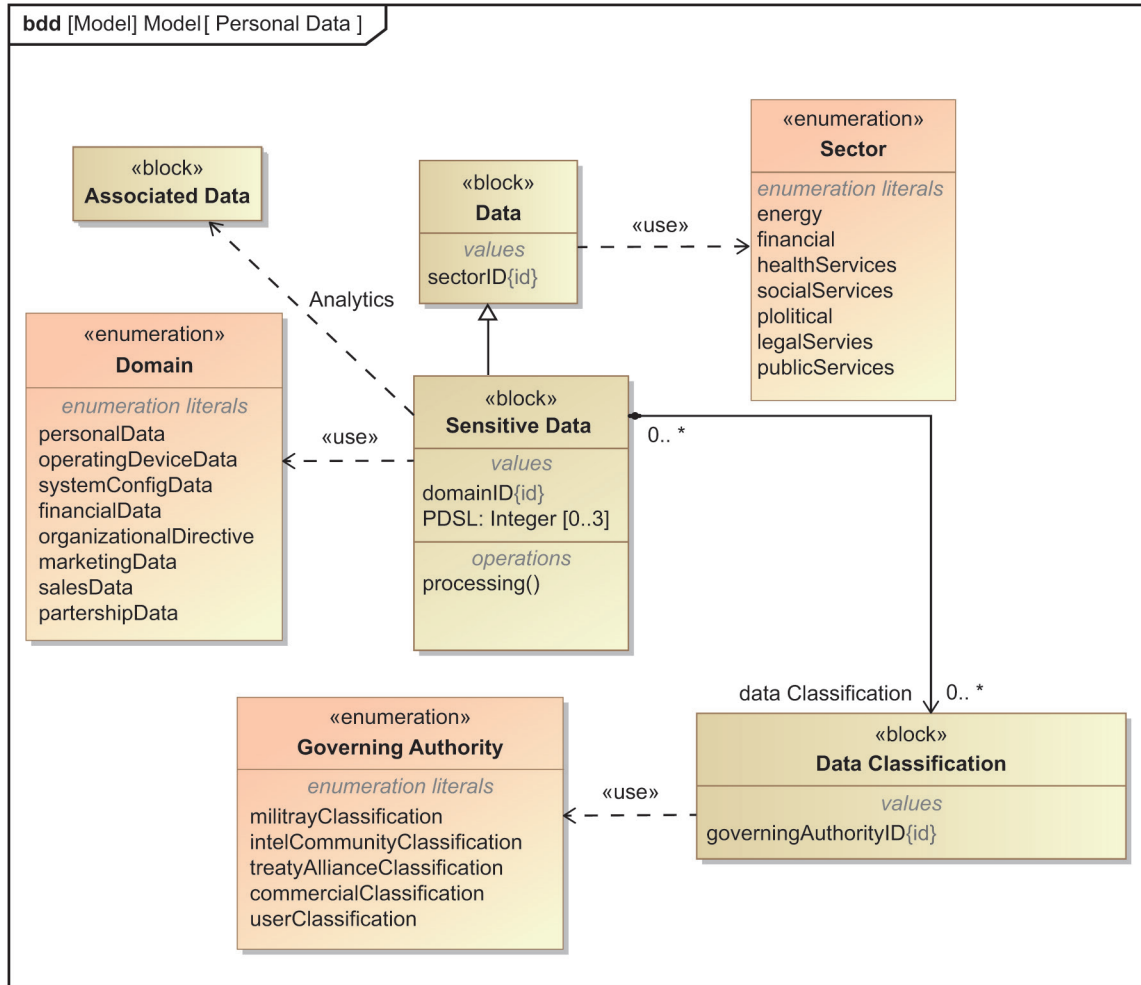 bdd [Model] Model[ Personal Data ]
«block»
Associated Data
«block»
Data
values
sectorID{id}
«use»
«enumeration»
Sector
enumeration literals
energy
financial
healthServices
socialServices
plolitical
legalServies
publicServices
Analytics
«enumeration»
Domain
enumeration literals
personalData
operatingDeviceData
systemConfigData
financialData
organizationalDirective
marketingData
salesData
partershipData
«use»
«block»
Sensitive Data
values
domainID{id}
PDSL: Integer [0..3]
operations
processing()
0.. *
data Classification
0.. *
«enumeration»
Governing Authority
enumeration literals
militrayClassification
intelCommunityClassification
treatyAllianceClassification
commercialClassification
userClassification
«use»
«block»
Data Classification
values
governingAuthorityID{id}